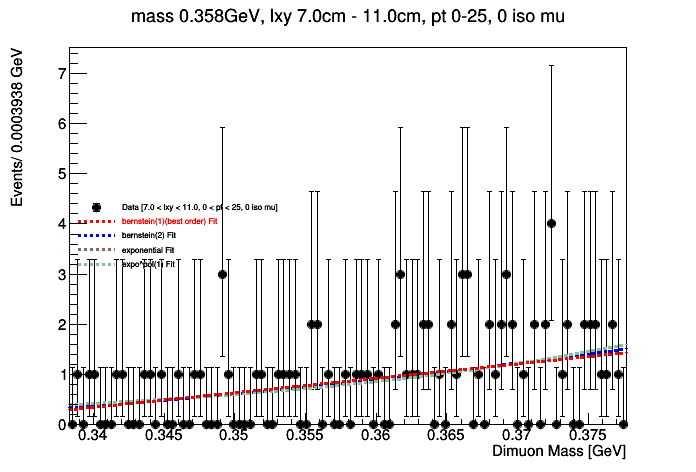 mass 0.358GeV, lxy 7.0cm - 11.0cm, pt 0-25, 0 iso mu
Events/ 0.0003938 GeV
7
6
5
4
3
2
1
0
Data [7.0 < lxy < 11.0, 0 < pt < 25, 0 iso mu]
bernstein(1)(best order) Fit
bernstein(2) Fit
exponential Fit
expo*pol(1) Fit
0.34 0.345 0.35 0.355 0.36 0.365 0.37 0.375
Dimuon Mass [GeV]